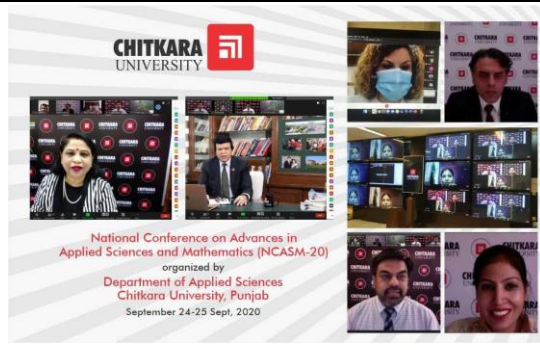 CHITKARA
UNIVERSITY
National Conference on Advances in
Applied Sciences and Mathematics (NCASM-20)
organized by
Department of Applied Sciences
Chitkara University, Punjab
September 24-25 Sept, 2020